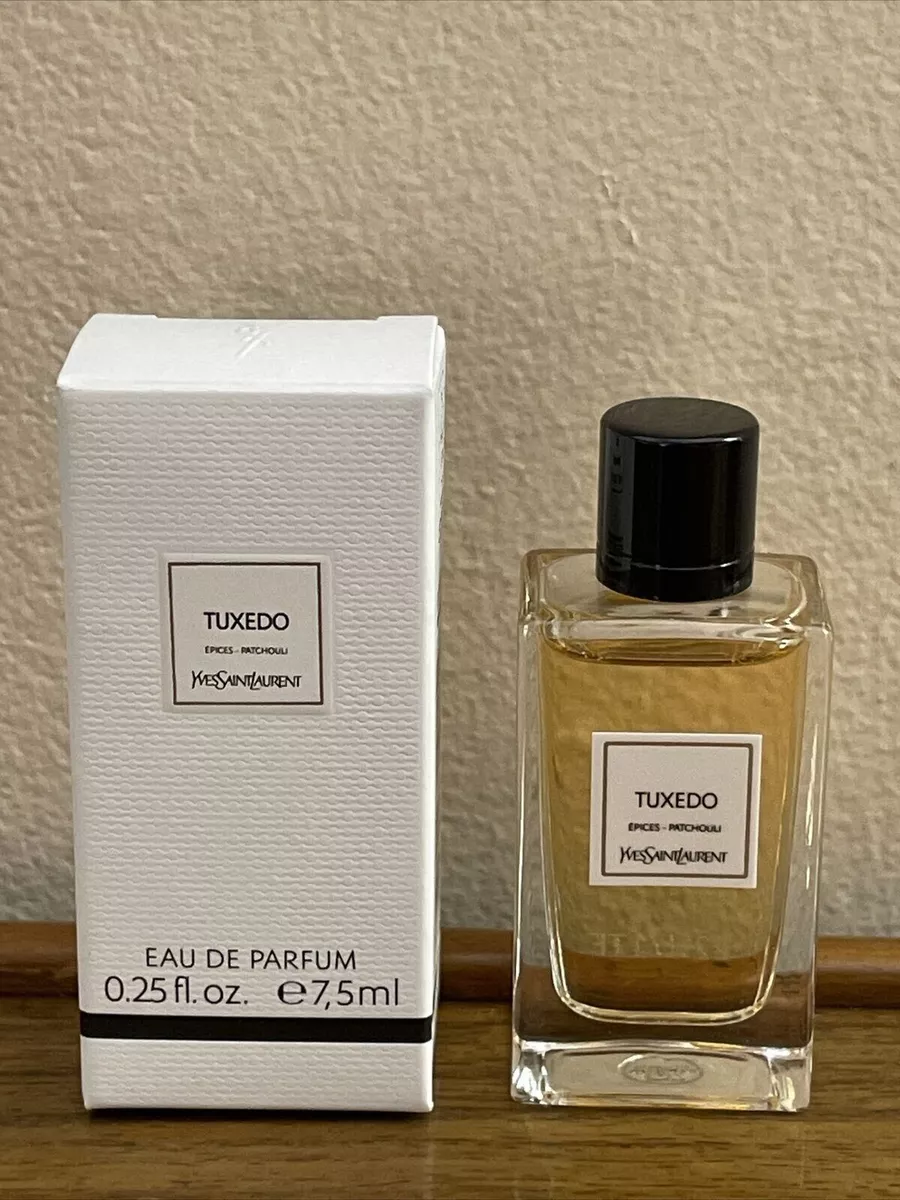 TUXEDO
ÉPICES - PATCHOULI
YVESSAINTLAURENT
EAU DE PARFUM
0.25 fl. oz. ℮7,5ml
TUXEDO
ÉPICES - PATCHOULI
YVESSAINTLAURENT